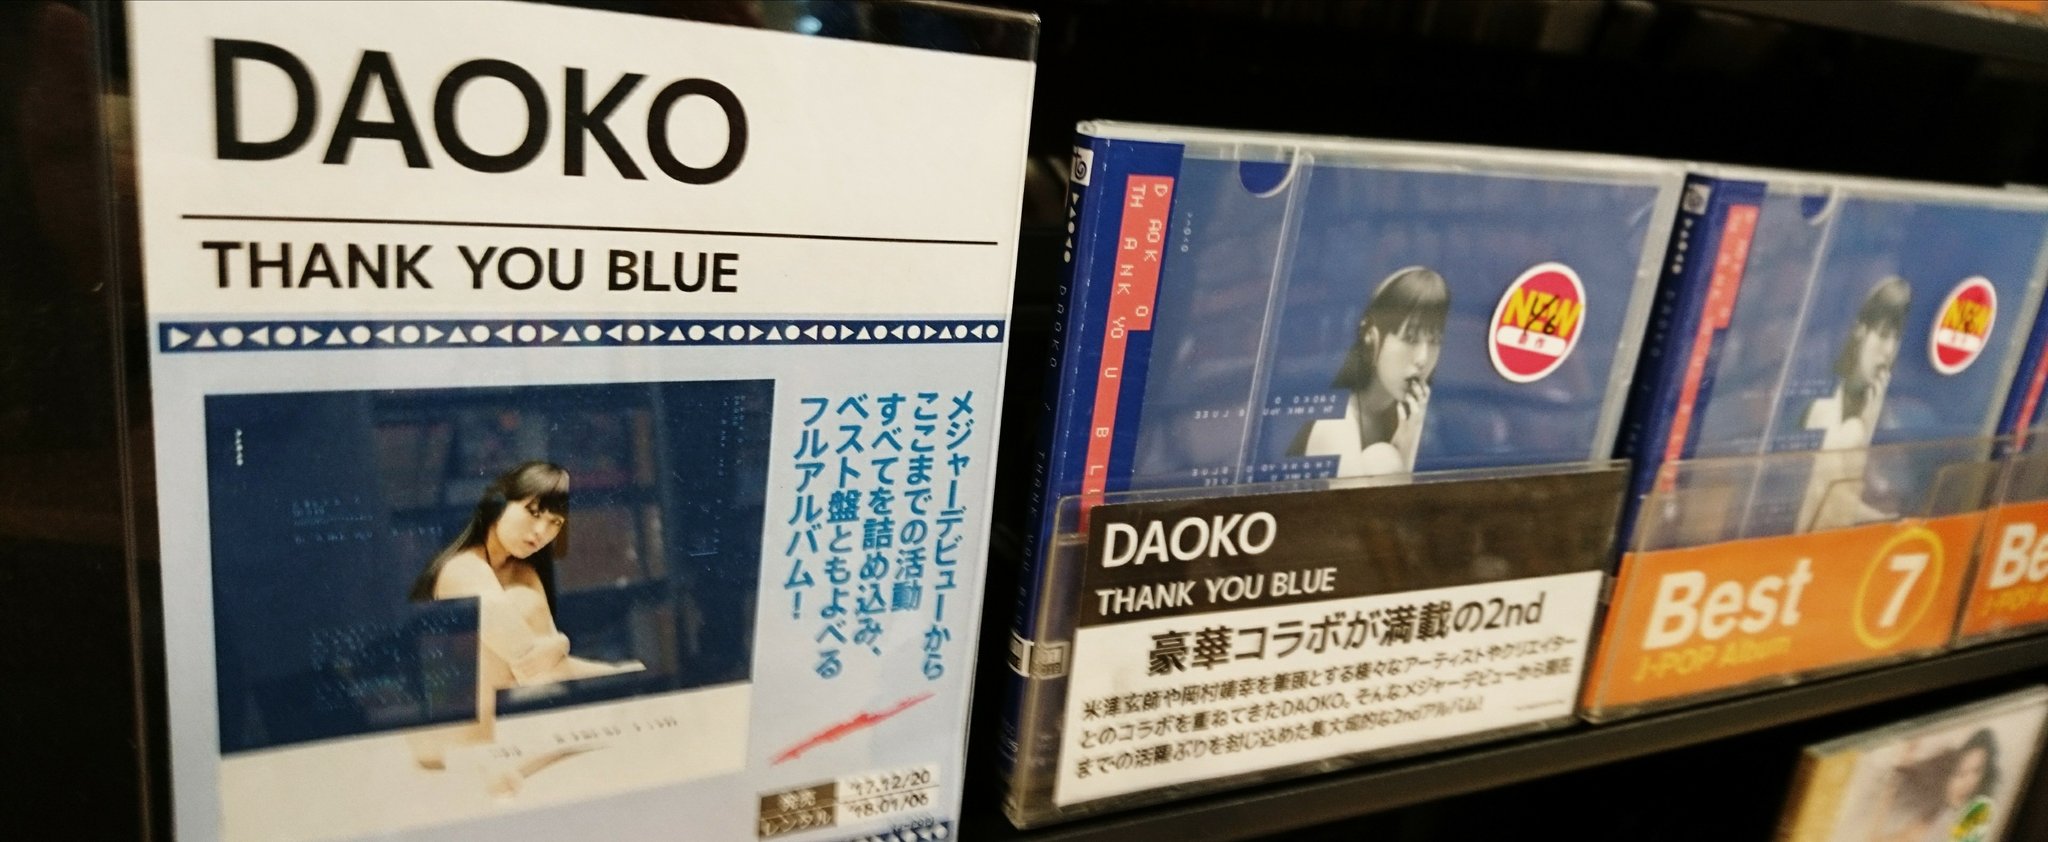 DAOKO
THANK YOU BLUE
メジャーデビューから
ここまでの活動
すべてを詰め込み、
ベスト盤ともよべる
フルアルバム!
発売 '17.12/20
レンタル '18.01/06
DAOKO
THANK YOU BLUE
NEW
DAOKO
THANK YOU BLUE
豪華コラボが満載の2nd
米津玄師や岡村靖幸を筆頭とする様々なアーティストやクリエイター
とのコラボを重ねてきたDAOKO。そんなメジャーデビューから現在
までの活躍ぶりを封じ込めた集大成的な2ndアルバム!
NEW
Best 7
J-POP Album
Be